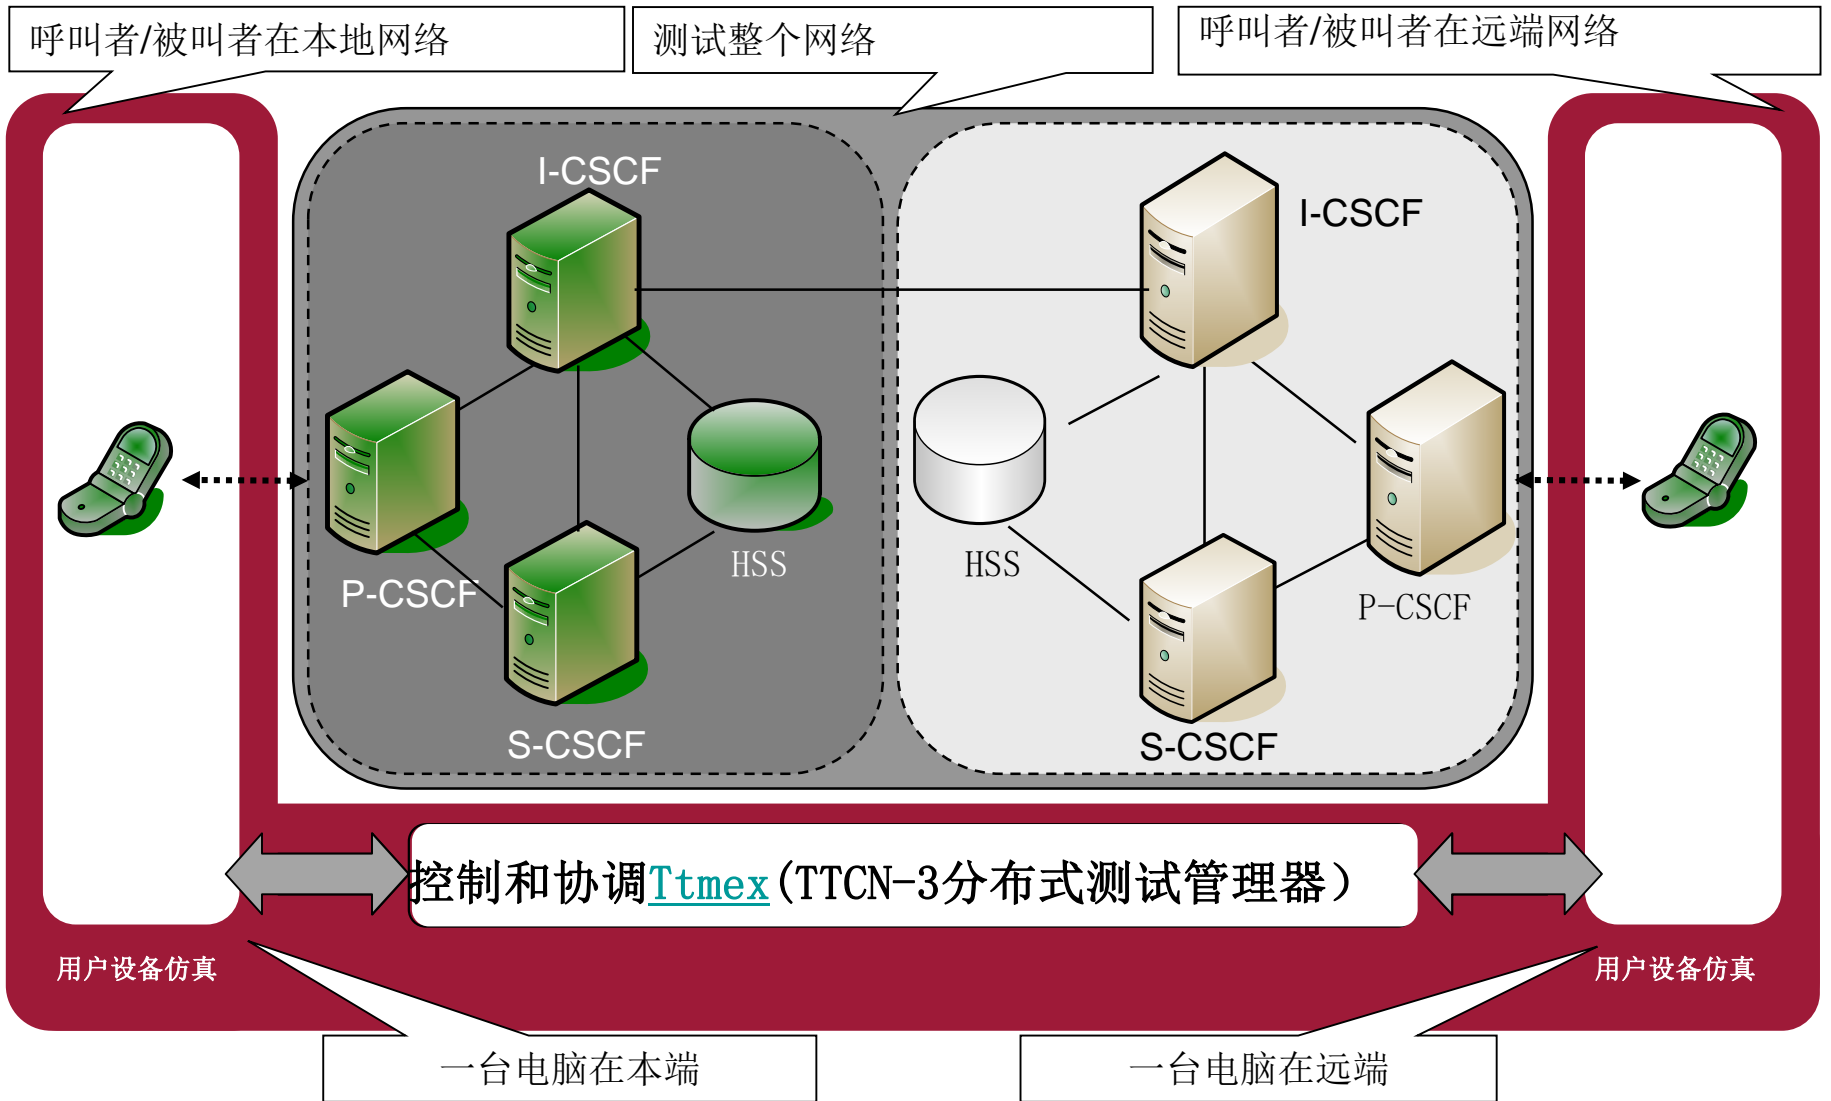 呼叫者/被叫者在本地网络
测试整个网络
呼叫者/被叫者在远端网络
I-CSCF
I-CSCF
HSS
HSS
P-CSCF
P-CSCF
S-CSCF
S-CSCF
控制和协调Ttmex(TTCN-3分布式测试管理器）
用户设备仿真
用户设备仿真
一台电脑在本端
一台电脑在远端